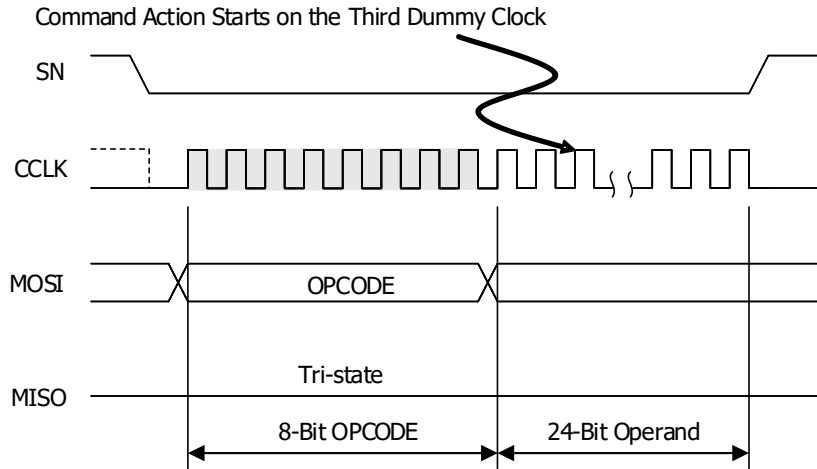 Command Action Starts on the Third Dummy Clock
SN
CCLK
MOSI
OPCODE
Tri-state
MISO
8-Bit OPCODE
24-Bit Operand